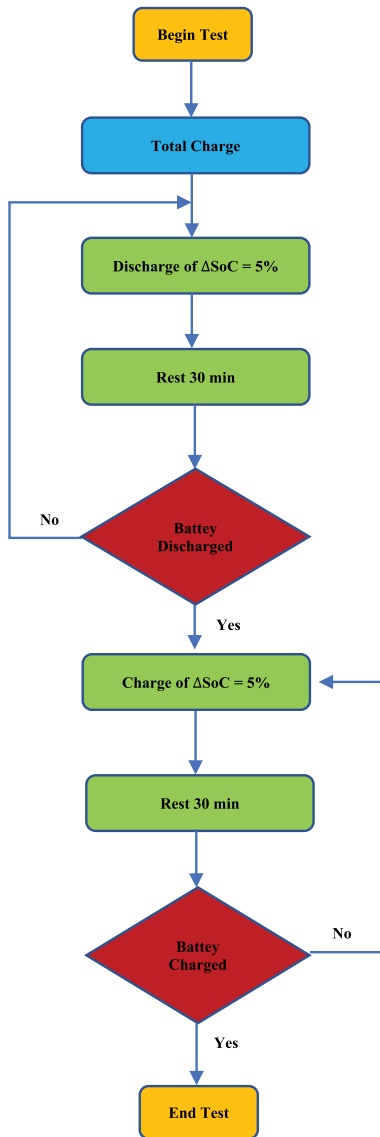 Begin Test
Total Charge
Discharge of ΔSoC = 5%
Rest 30 min
No
Battey
Discharged
Yes
Charge of ΔSoC = 5%
Rest 30 min
Battey
Charged
No
Yes
End Test